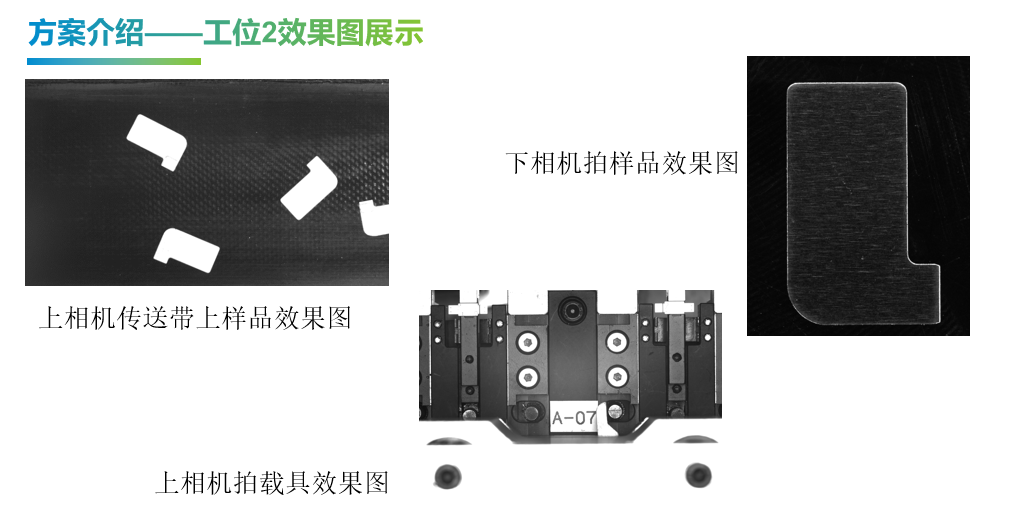 方案介绍——工位2效果图展示
下相机拍样品效果图
上相机传送带上样品效果图
A-07
上相机拍载具效果图